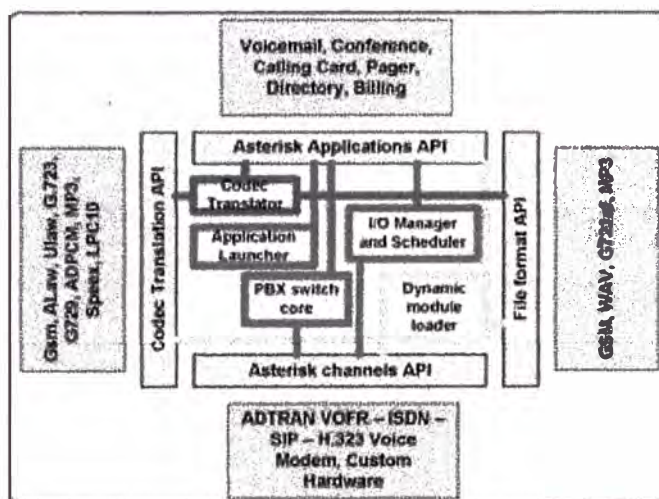 Voicemail, Conference,
Calling Card, Pager,
Directory, Billing
Asterisk Applications API
Gsm, ALaw, Ulaw, G.723,
G729, ADPCM, MP3,
Speex, LPC10
Codec Translation API
Codec
Translator
Application
Launcher
PBX switch
core
I/O Manager
and Scheduler
Dynamic
module
loader
File format API
GSM, WAV, MP3
Asterisk channels API
ADTRAN VOFR – ISDN –
SIP – H.323 Voice
Modem, Custom
Hardware